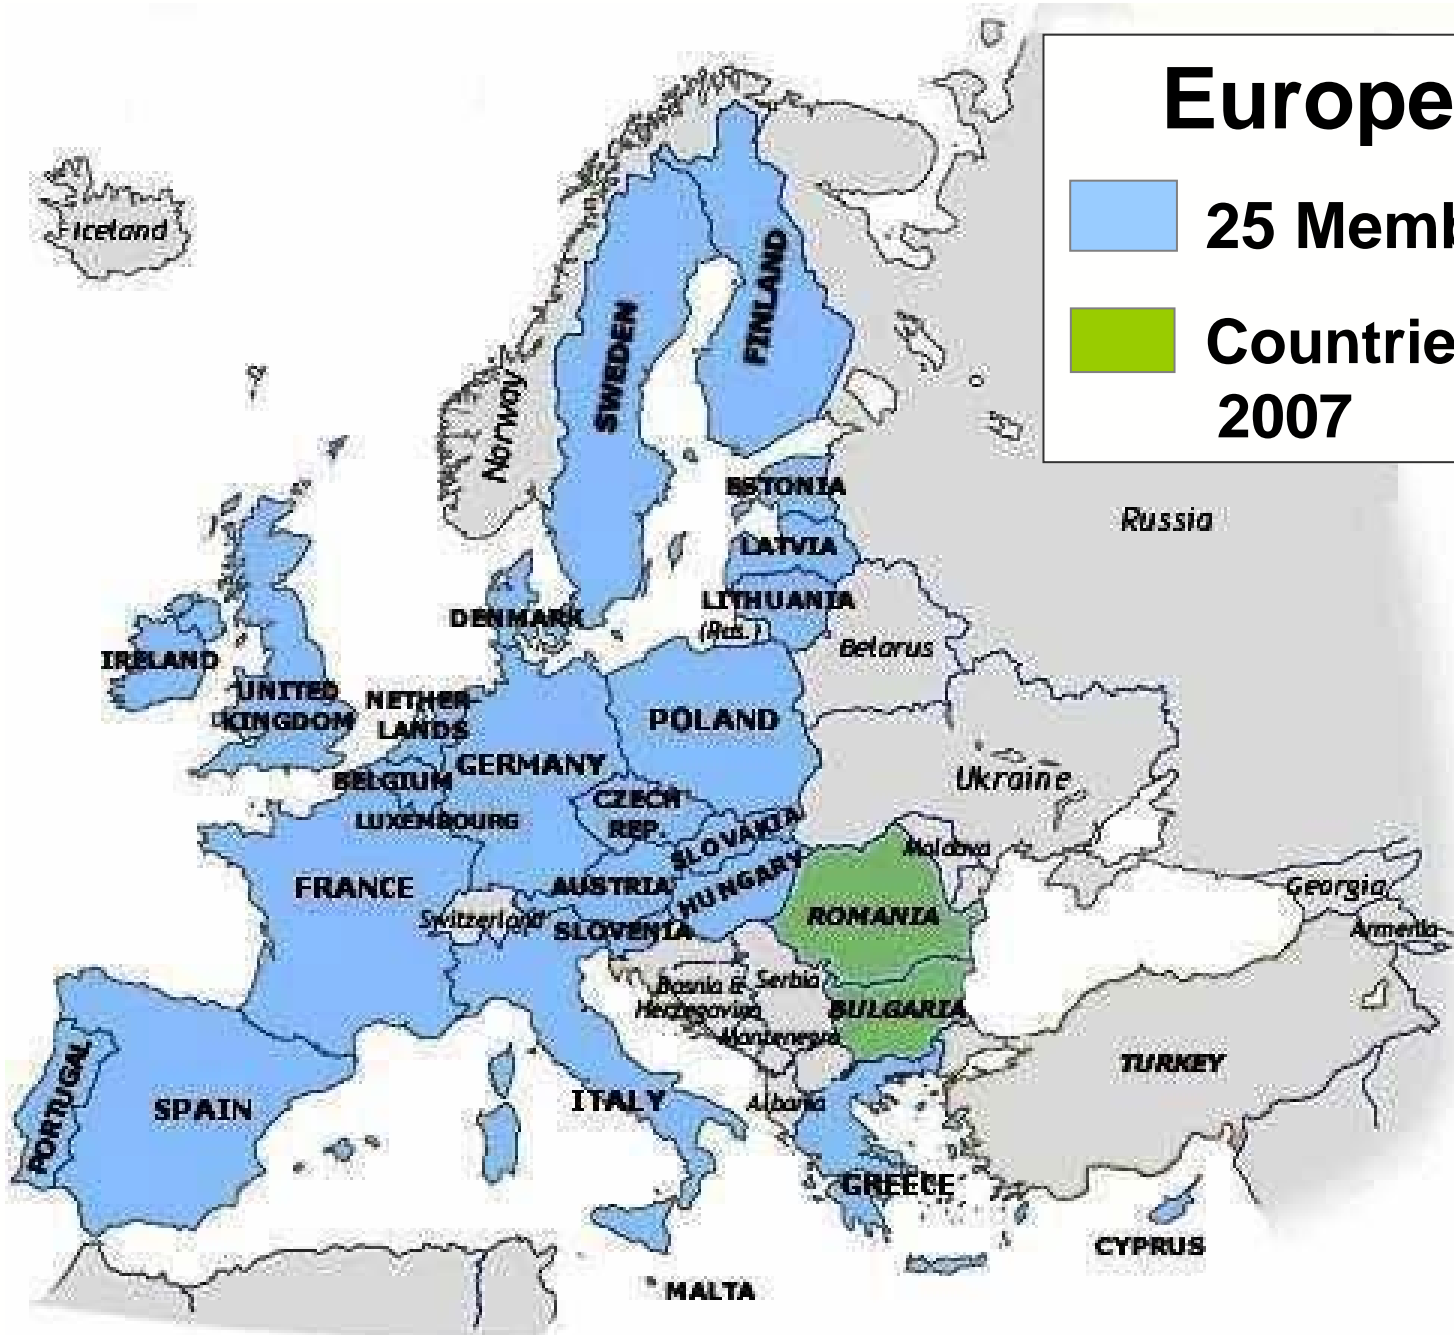 Europe
25 Memb
Countrie
2007
Iceland
FINLAND
SWEDEN
Norway
ESTONIA
Russia
LATVIA
LITHUANIA
(Rus.)
DENMARK
Belarus
IRELAND
UNITED
KINGDOM
NETHER
LANDS
POLAND
GERMANY
BELGIUM
Ukraine
CZECH
REP.
LUXEMBOURG
SLOVAKIA
Moldova
FRANCE
AUSTRIA
HUNGARY
Georgia
Switzerland
SLOVENIA
ROMANIA
Armenia
Bosnia &
Herzegovina
Serbia
Montenegro
BULGARIA
PORTUGAL
SPAIN
ITALY
Albania
TURKEY
GREECE
CYPRUS
MALTA